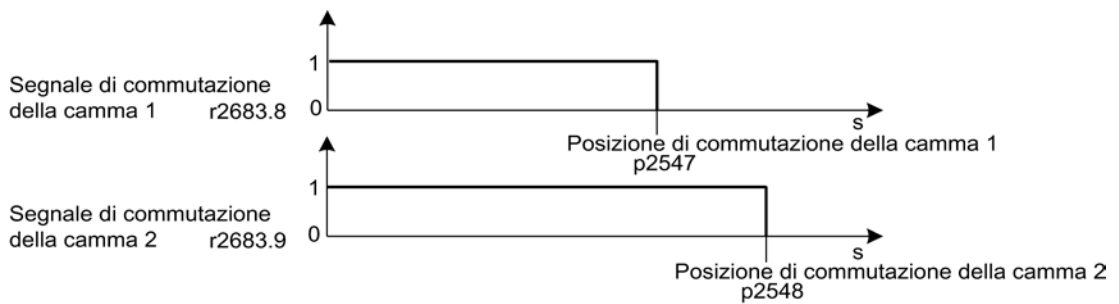 1
Segnale di commutazione
della camma 1 r2683.8
0
s
Posizione di commutazione della camma 1
p2547
1
Segnale di commutazione
della camma 2 r2683.9
0
s
Posizione di commutazione della camma 2
p2548